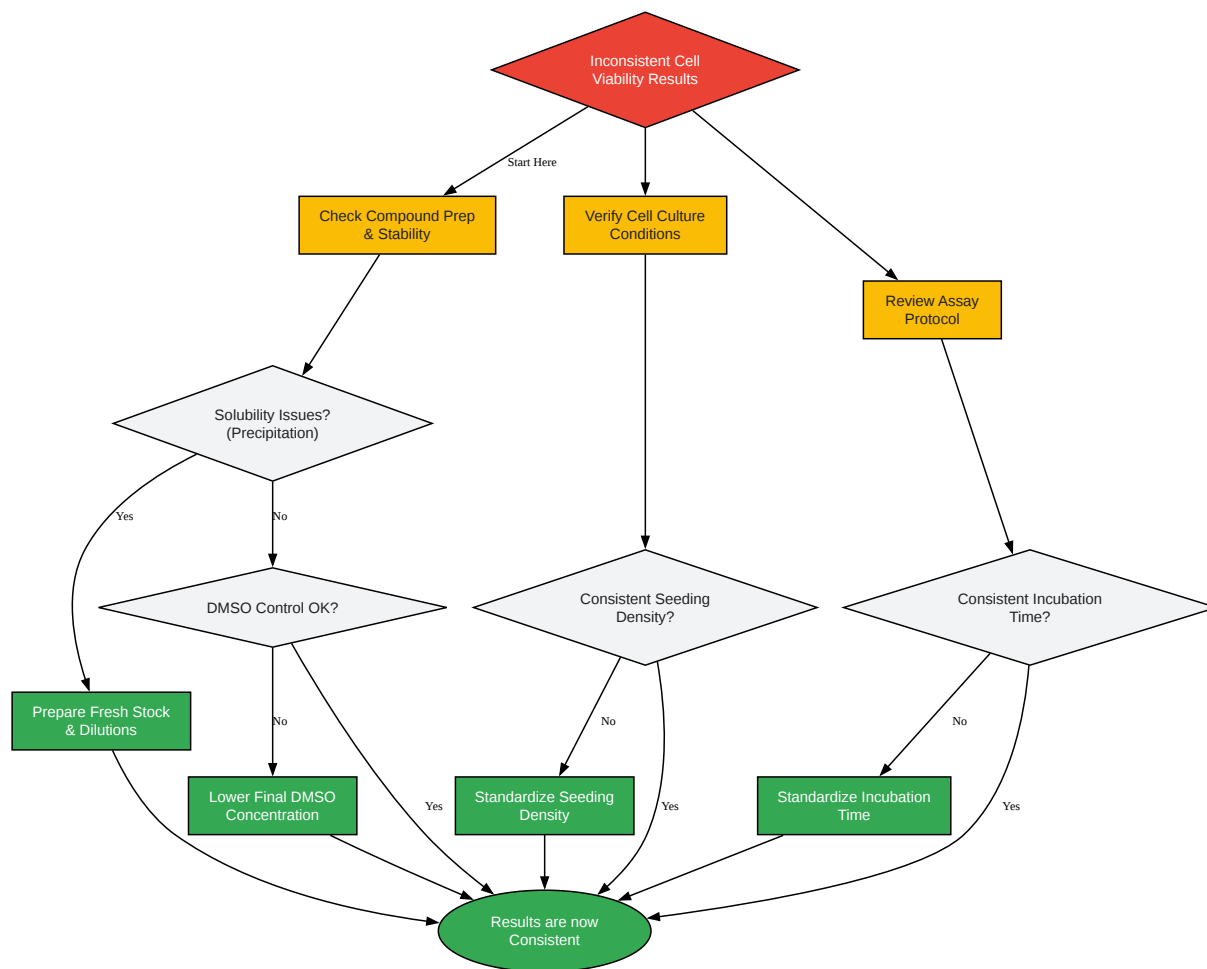 Inconsistent Cell
Viability Results
Start Here
Check Compound Prep
& Stability
Verify Cell Culture
Conditions
Review Assay
Protocol
Solubility Issues?
(Precipitation)
Yes
No
DMSO Control OK?
Consistent Seeding
Density?
Consistent Incubation
Time?
Prepare Fresh Stock
& Dilutions
No
No
No
Lower Final DMSO
Concentration
Yes
Standardize Seeding
Density
Yes
Standardize Incubation
Time
Yes
Results are now
Consistent